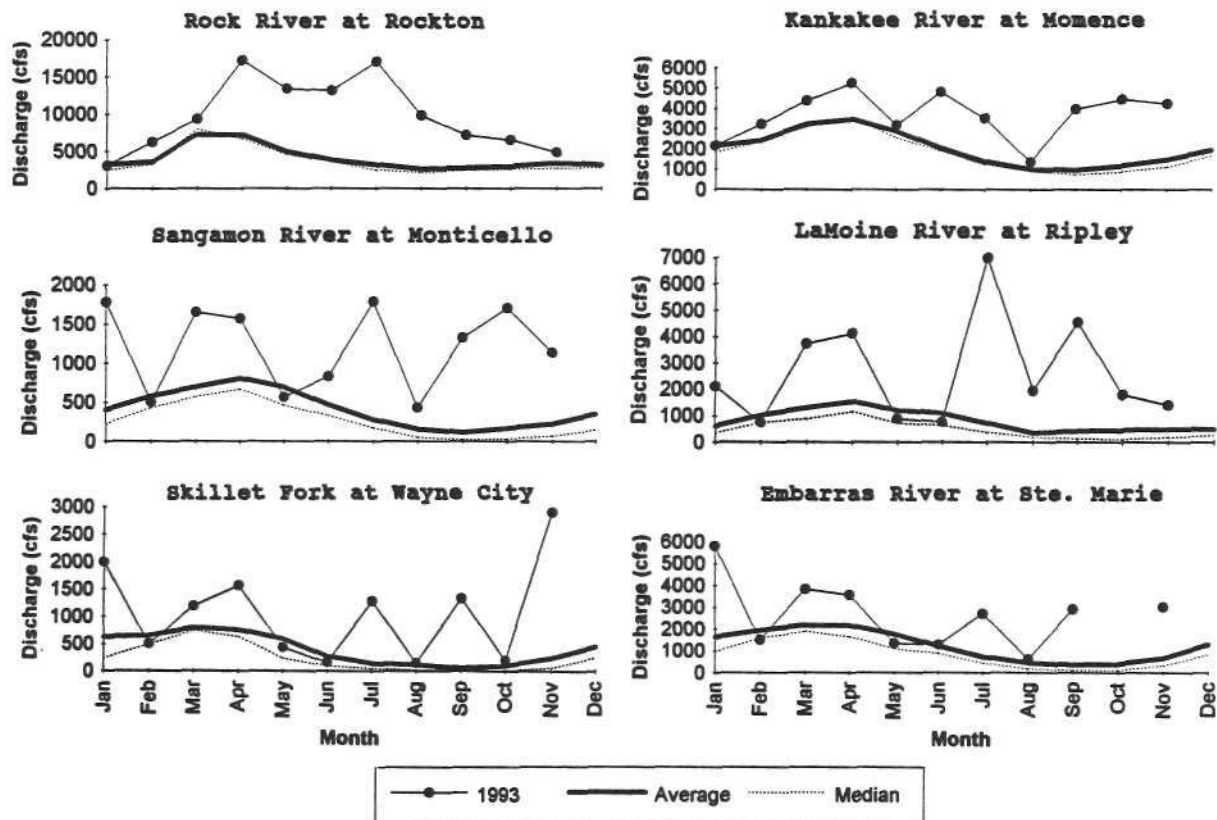 Rock River at Rockton
Discharge (cfs)
20000
15000
10000
5000
0
Kankakee River at Momence
Discharge (cfs)
6000
5000
4000
3000
2000
1000
0
Sangamon River at Monticello
Discharge (cfs)
2000
1500
1000
500
0
LaMoine River at Ripley
Discharge (cfs)
7000
6000
5000
4000
3000
2000
1000
0
Skillet Fork at Wayne City
Discharge (cfs)
3000
2500
2000
1500
1000
500
0
Jan Feb Mar Apr May Jun Jul Aug Sep Oct Nov Dec
Month
Embarras River at Ste. Marie
Discharge (cfs)
6000
5000
4000
3000
2000
1000
0
Jan Feb Mar Apr May Jun Jul Aug Sep Oct Nov Dec
Month
1993 Average Median